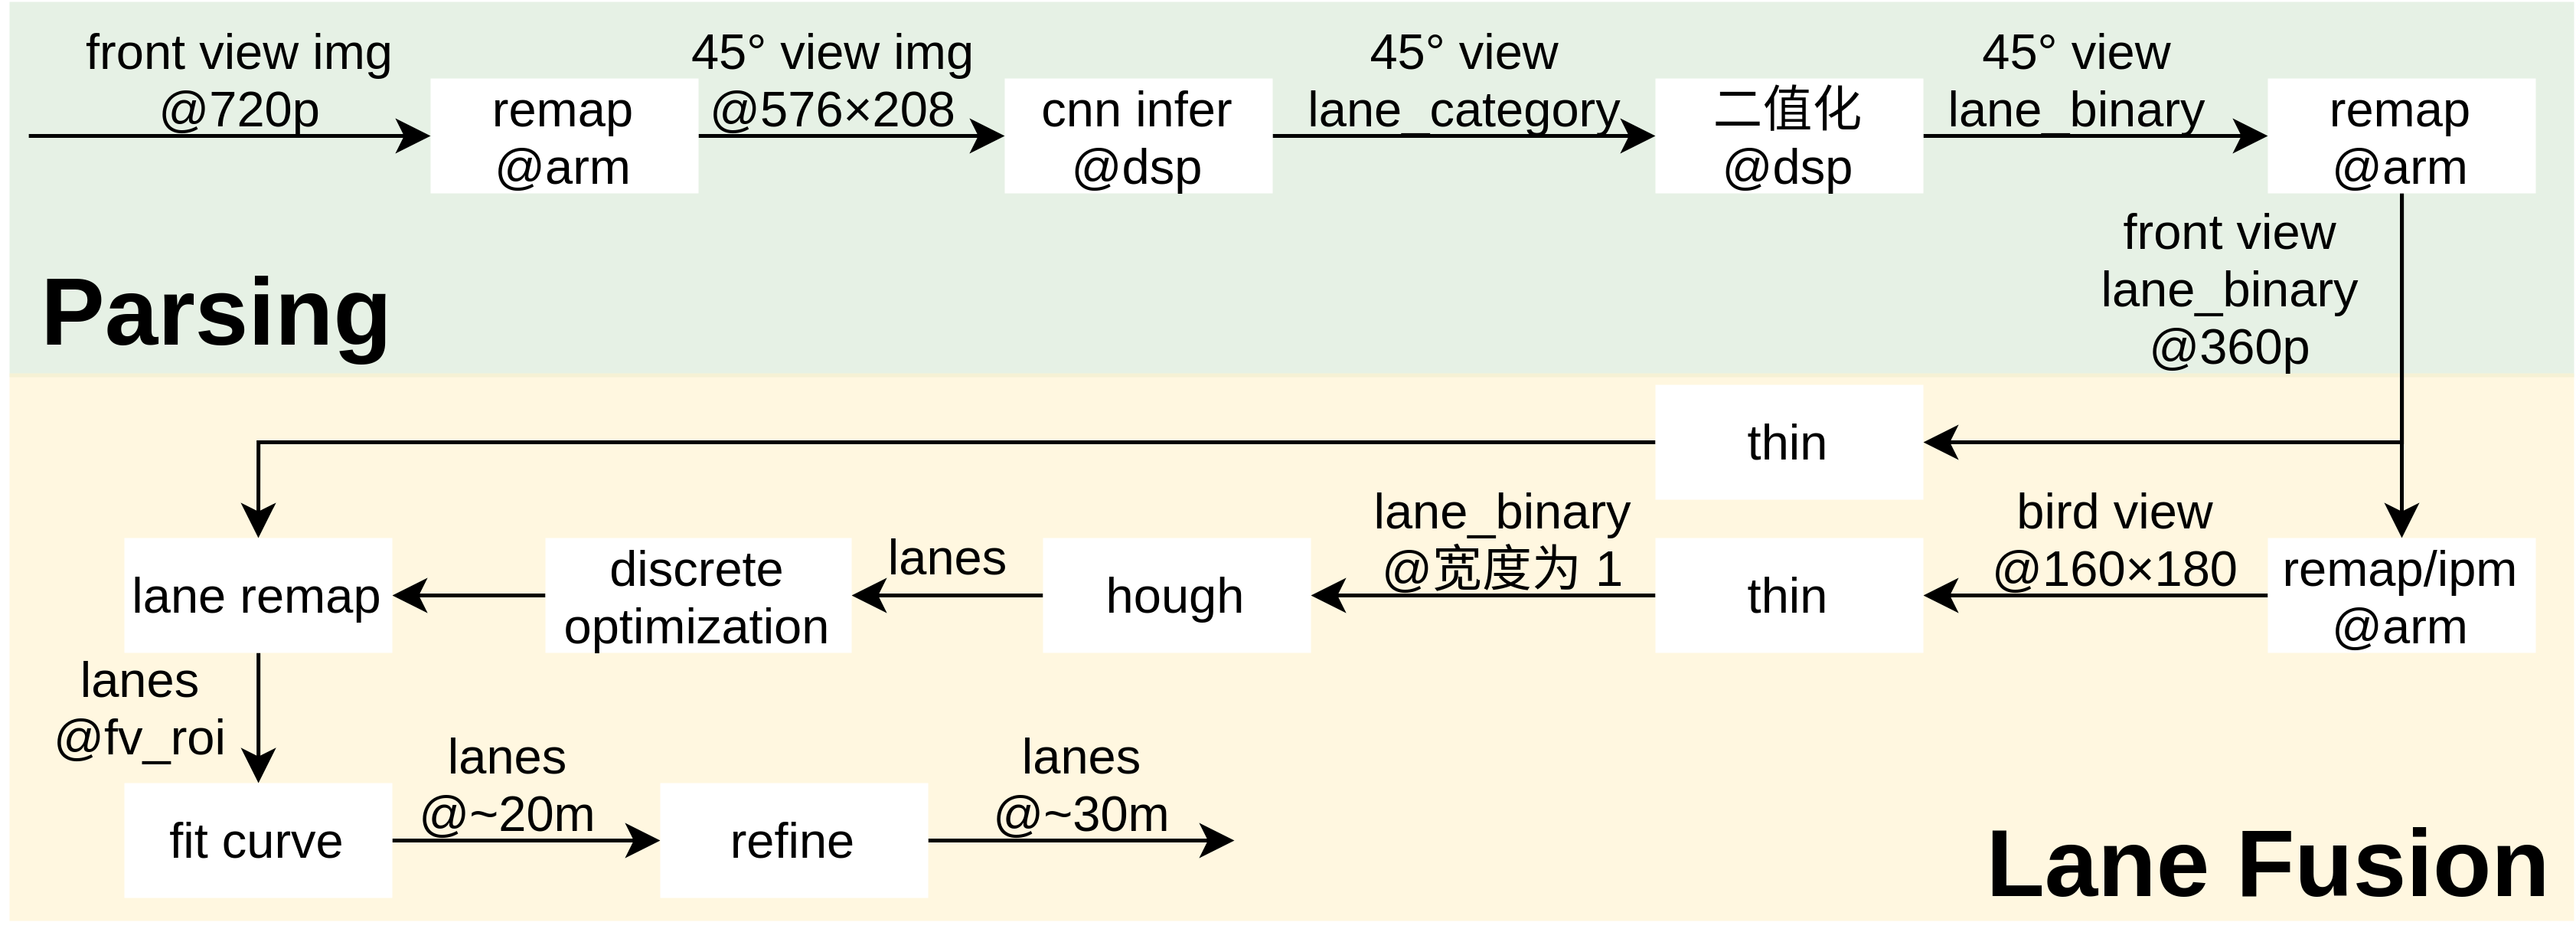 front view img
@720p
remap
@arm
45° view img
@576×208
cnn infer
@dsp
45° view
lane_category
二值化
@dsp
45° view
lane_binary
remap
@arm
front view
lane_binary
@360p
Parsing
thin
lane remap
discrete
optimization
lanes
hough
lane_binary
@宽度为 1
thin
bird view
@160×180
remap/ipm
@arm
lanes
@fv_roi
fit curve
lanes
@~20m
refine
lanes
@~30m
Lane Fusion